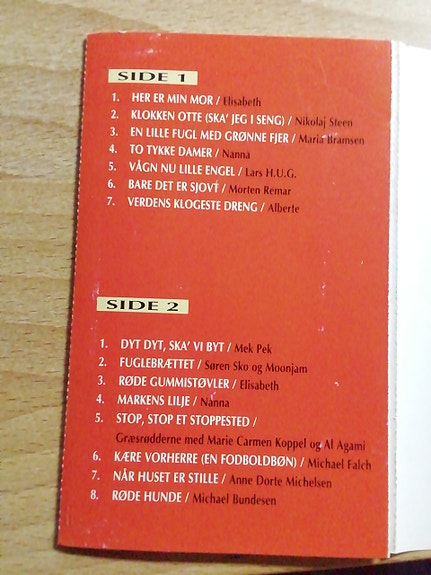 SIDE 1
1. HER ER MIN MOR / Elisabeth
2. KLOKKEN OTTE (SKA' JEG I SENG) / Nikolaj Steen
3. EN LILLE FUGL MED GRØNNE FJER / Maria Bramsen
4. TO TYKKE DAMER / Nanna
5. VÅGN NU LILLE ENGEL / Lars H.U.G.
6. BARE DET ER SJOVT / Morten Remar
7. VERDENS KLOGESTE DRENG / Alberte
SIDE 2
1. DYT DYT, SKA' VI BYT / Mek Pek
2. FUGLEBRÆTTET / Søren Sko og Moonjam
3. RØDE GUMMISTØVLER / Elisabeth
4. MARKENS LILJE / Nanna
5. STOP, STOP ET STOPPESTED /
Græsrødderne med Marie Carmen Koppel og Al Agami
6. KÆRE VORHERRE (EN FODBOLDBØN) / Michael Falch
7. NÅR HUSET ER STILLE / Anne Dorte Michelsen
8. RØDE HUNDE / Michael Bundesen